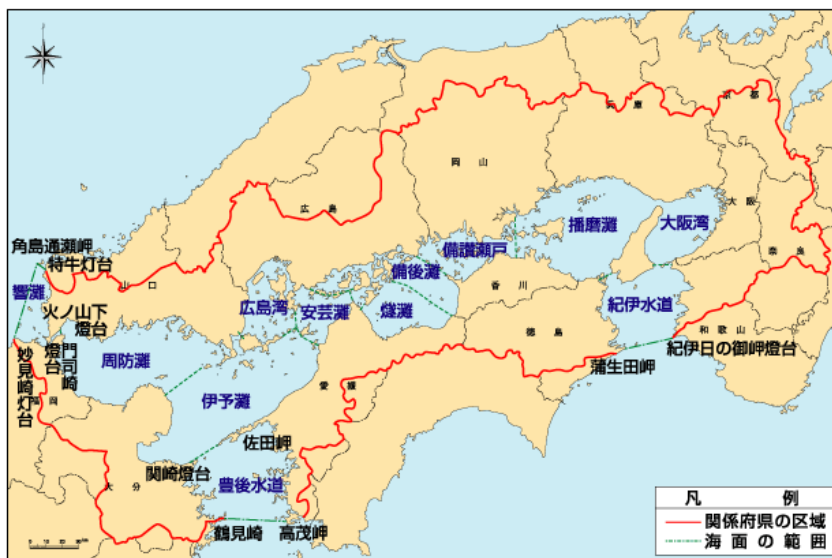 京 都
兵 庫
岡 山
広 島
大 阪
播磨灘
大阪湾
備讃瀬戸
奈 良
角島通瀬岬
特牛灯台
備後灘
響灘
山 口
広島湾
安芸灘
燧灘
香 川
紀伊水道
火ノ山下
燈台
門司崎
燈台
徳 島
和 歌 山
紀伊日の御岬燈台
妙見崎灯台
周防灘
蒲生田岬
福 岡
愛 媛
伊予灘
佐田岬
関崎燈台
大 分
豊後水道
鶴見崎
高茂岬
凡 例
関係府県の区域
海面の範囲